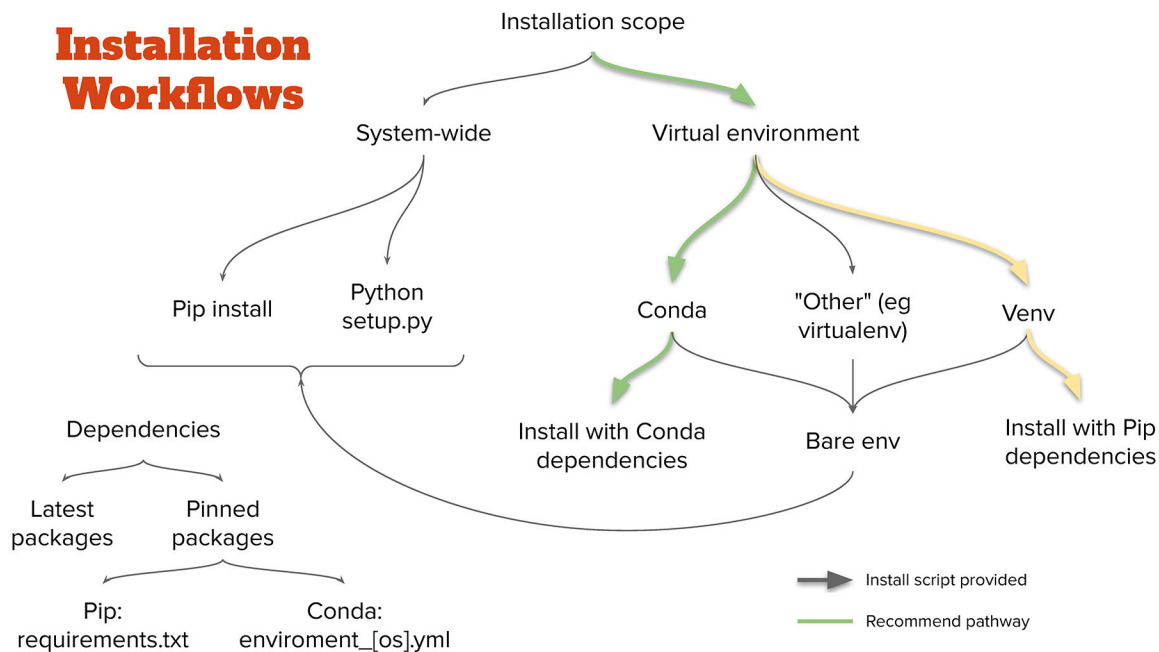 Installation
Workflows
Installation scope
System-wide
Virtual environment
Pip install
Python
setup.py
Conda
"Other" (eg
virtualenv)
Venv
Install with Conda
dependencies
Bare env
Install with Pip
dependencies
Dependencies
Latest
packages
Pinned
packages
Pip:
requirements.txt
Conda:
enviroment_[os].yml
Install script provided
Recommend pathway